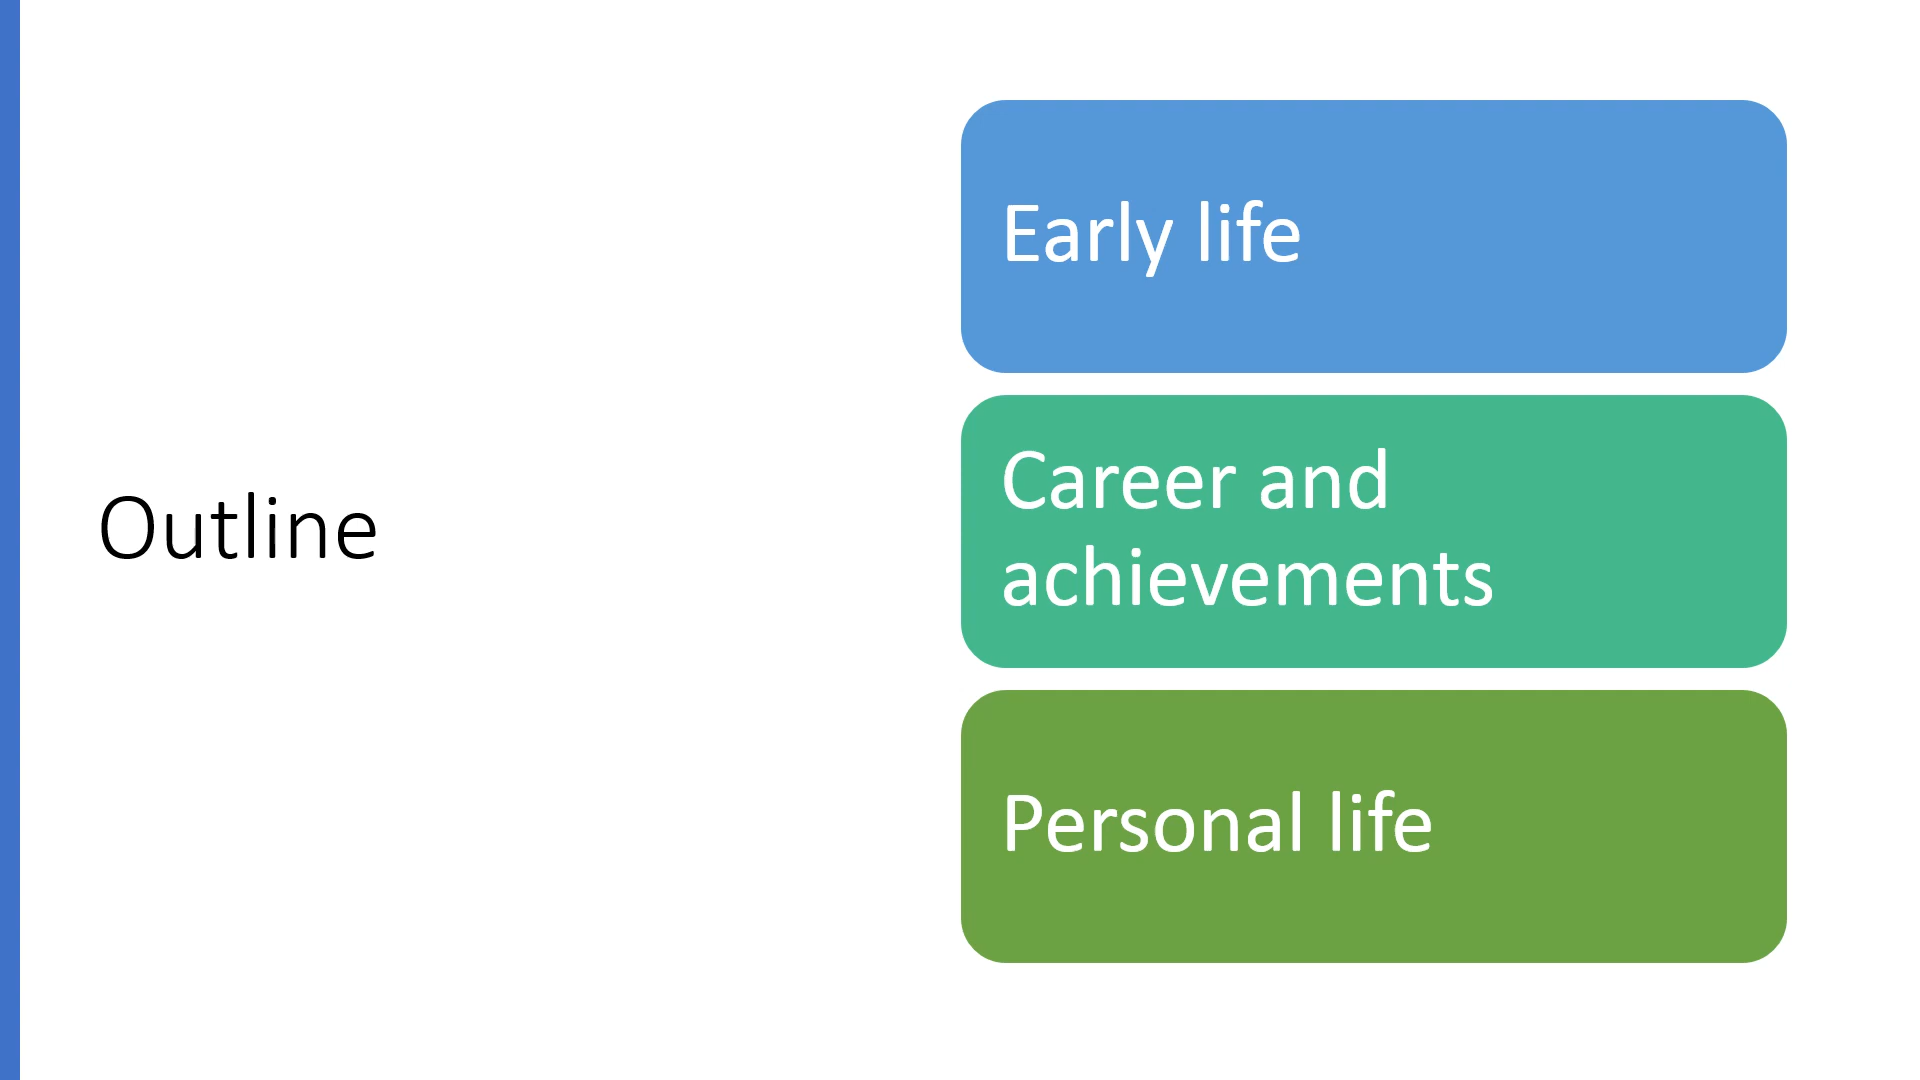 Outline
Early life
Career and
achievements
Personal life